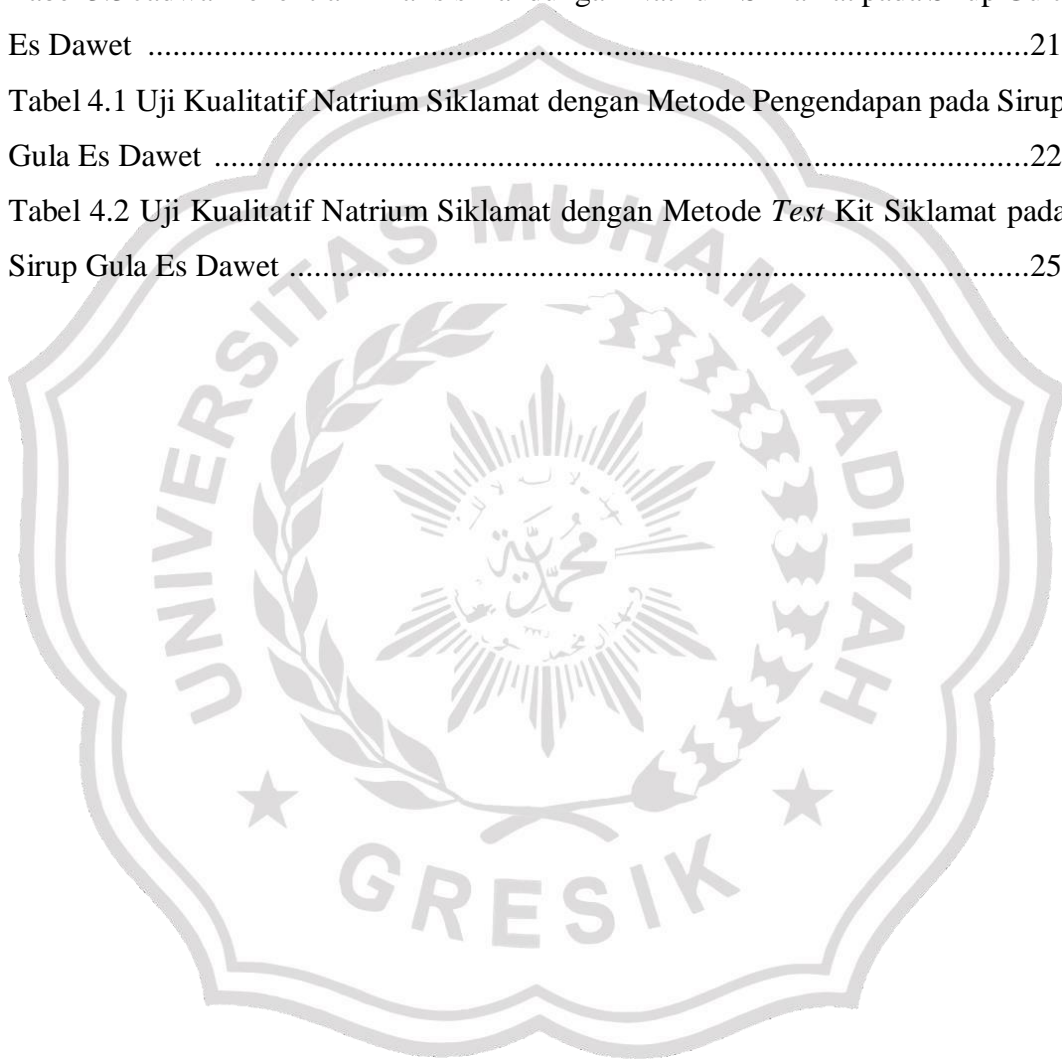 Es Dawet ........................................................................................................21
Tabel 4.1 Uji Kualitatif Natrium Siklamat dengan Metode Pengendapan pada Sirup
Gula Es Dawet ................................................................................................22
Tabel 4.2 Uji Kualitatif Natrium Siklamat dengan Metode Test Kit Siklamat pada
Sirup Gula Es Dawet .......................................................................................25
UNIVERSITAS MUHAMMADIYAH
محمد
GRESIK